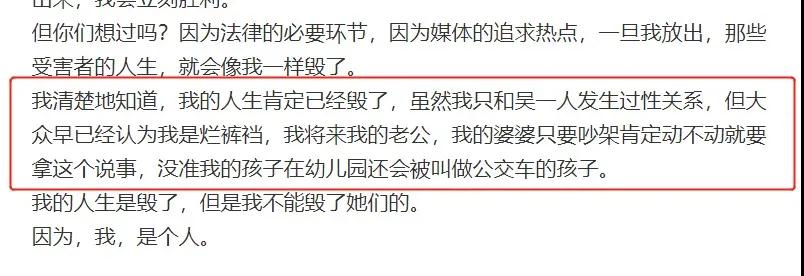 但你们想过吗？因为法律的必要环节，因为媒体的追求热点，一旦我放出，那些
受害者的人生，就会像我一样毁了。
我清楚地知道，我的人生肯定已经毁了，虽然我只和吴一人发生过性关系，但大
众早已经认为我是烂裤裆，我将来我的老公，我的婆婆只要吵架肯定动不动就要
拿这个说事，没准我的孩子在幼儿园还会被叫做公交车的孩子。
我的人生是毁了，但是我不能毁了她们的。
因为，我，是个人。